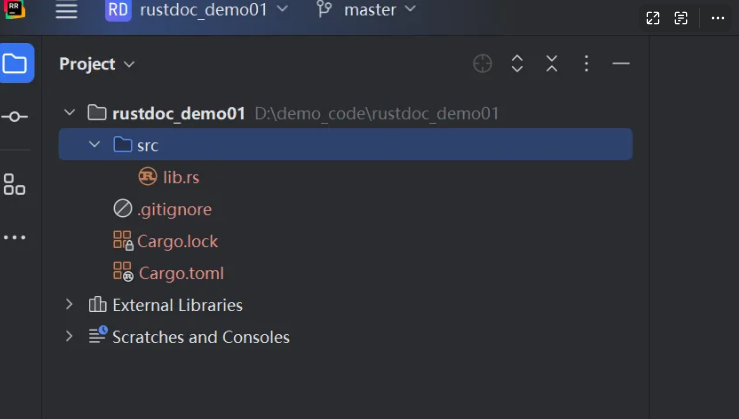 RR
RD rustdoc_demo01 master
Project
rustdoc_demo01 D:\demo_code\rustdoc_demo01
src
lib.rs
.gitignore
Cargo.lock
Cargo.toml
External Libraries
Scratches and Consoles